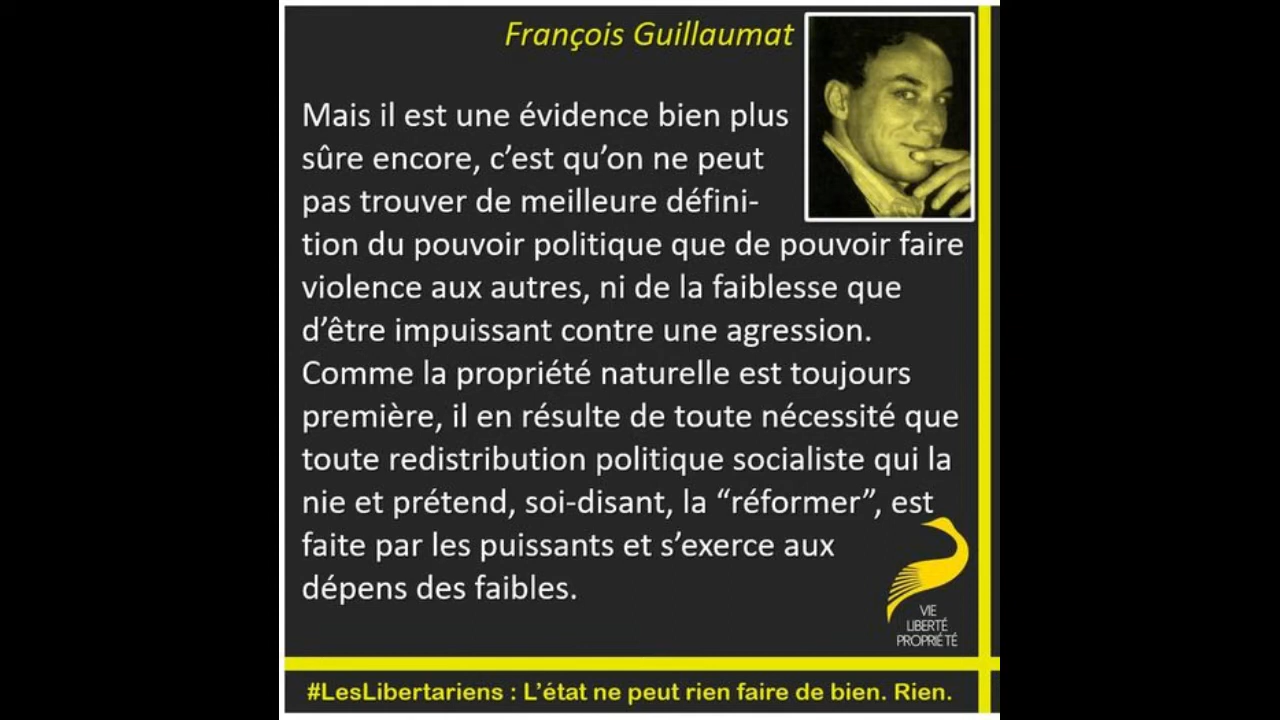 François Guillaumat
Mais il est une évidence bien plus
sûre encore, c’est qu’on ne peut
pas trouver de meilleure défini-
tion du pouvoir politique que de pouvoir faire
violence aux autres, ni de la faiblesse que
d’être impuissant contre une agression.
Comme la propriété naturelle est toujours
première, il en résulte de toute nécessité que
toute redistribution politique socialiste qui la
nie et prétend, soi-disant, la “réformer”, est
faite par les puissants et s’exerce aux
dépens des faibles.
VIE
LIBERTÉ
PROPRIÉTÉ
#LesLibertariens : L’état ne peut rien faire de bien. Rien.